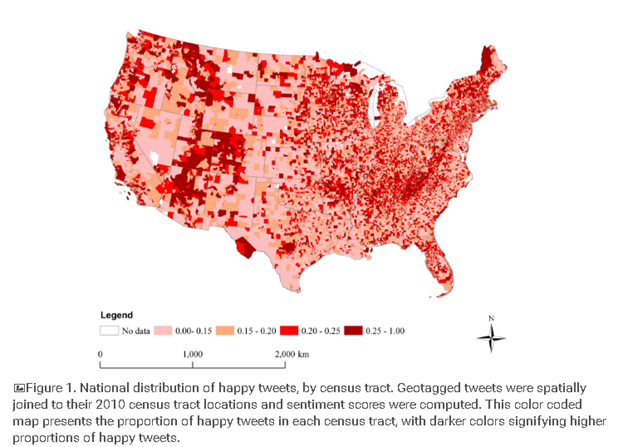 Legend
No data 0.00- 0.15 0.15 - 0.20 0.20 - 0.25 0.25 - 1.00
N
0 1,000 2,000 km
Figure 1. National distribution of happy tweets, by census tract. Geotagged tweets were spatially
joined to their 2010 census tract locations and sentiment scores were computed. This color coded
map presents the proportion of happy tweets in each census tract, with darker colors signifying higher
proportions of happy tweets.